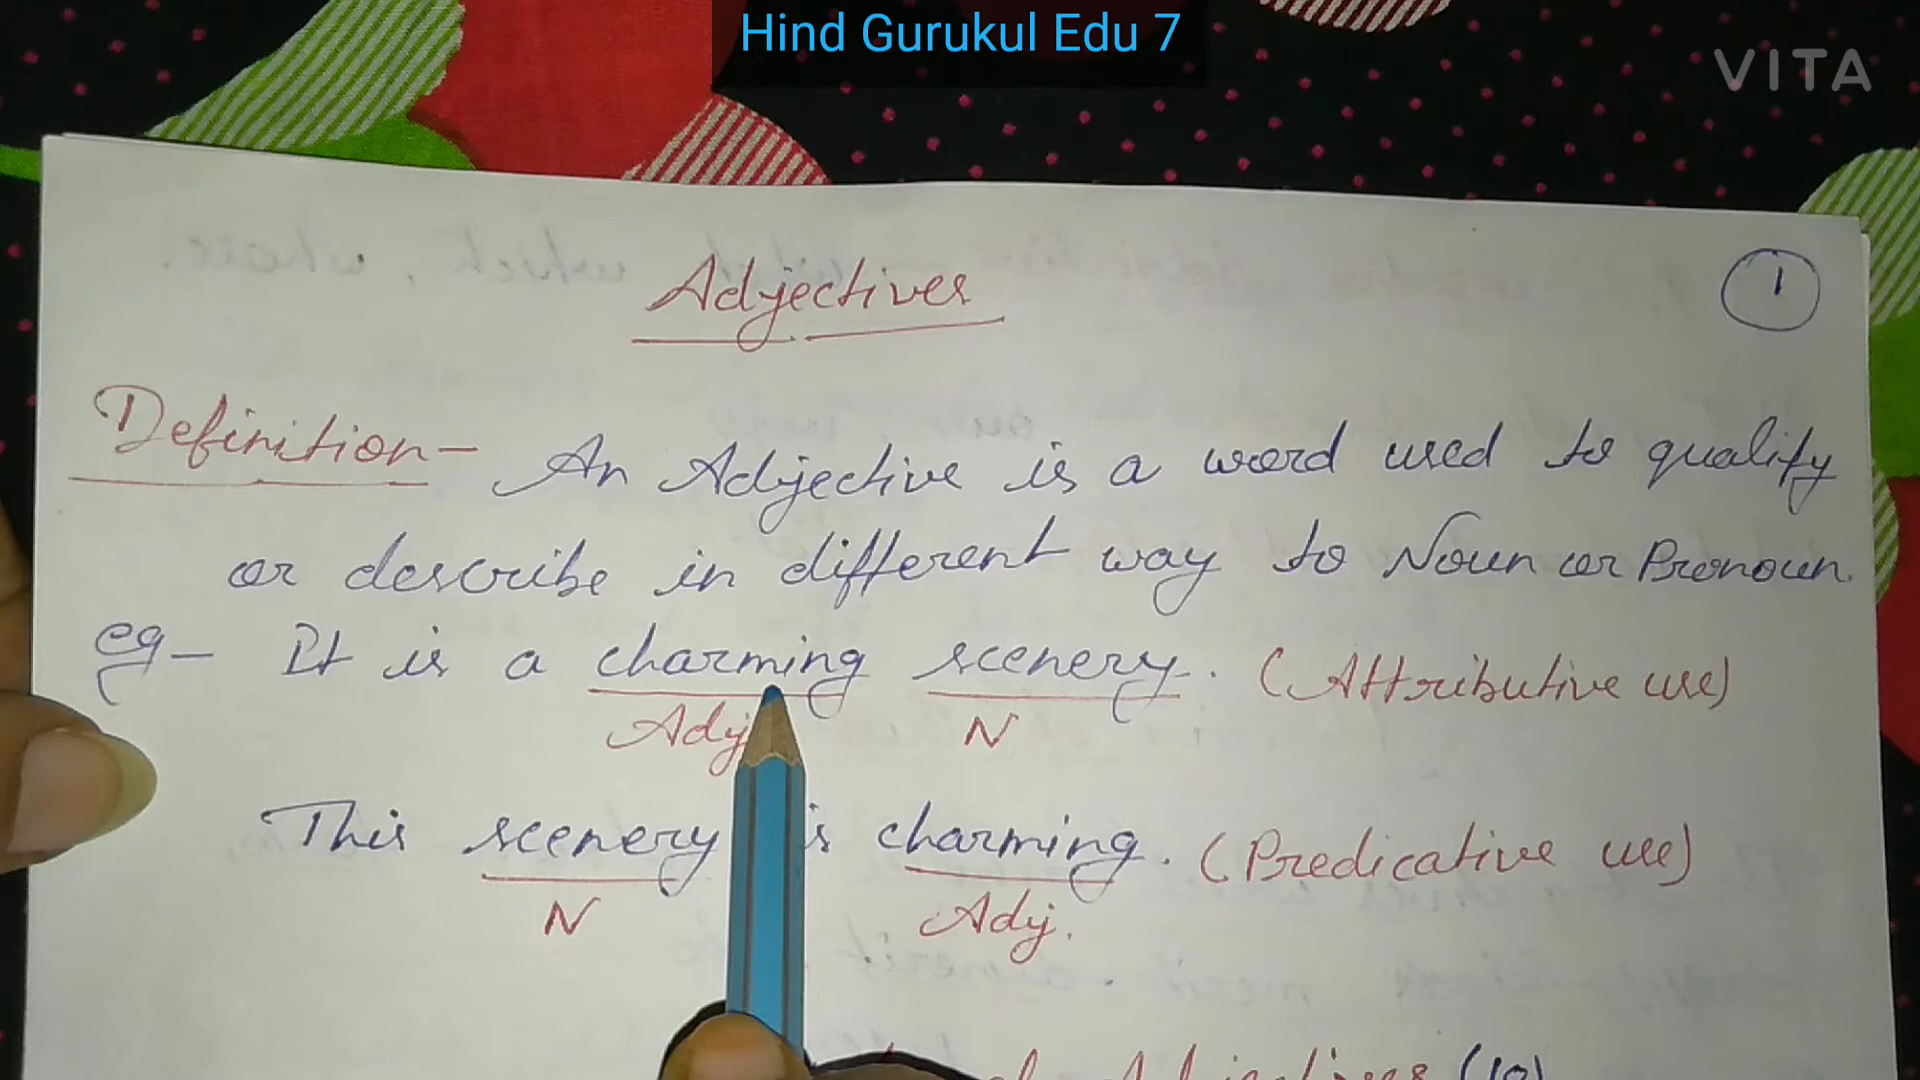 Hind Gurukul Edu 7
VITA
Adjectives
1
Definition- An Adjective is a word used to qualify
or describe in different way to Noun or Pronoun.
eg- It is a charming scenery. (Attributive use)
Adj N
This scenery is charming. (Predicative use)
N Adj.
Adjectives (10)